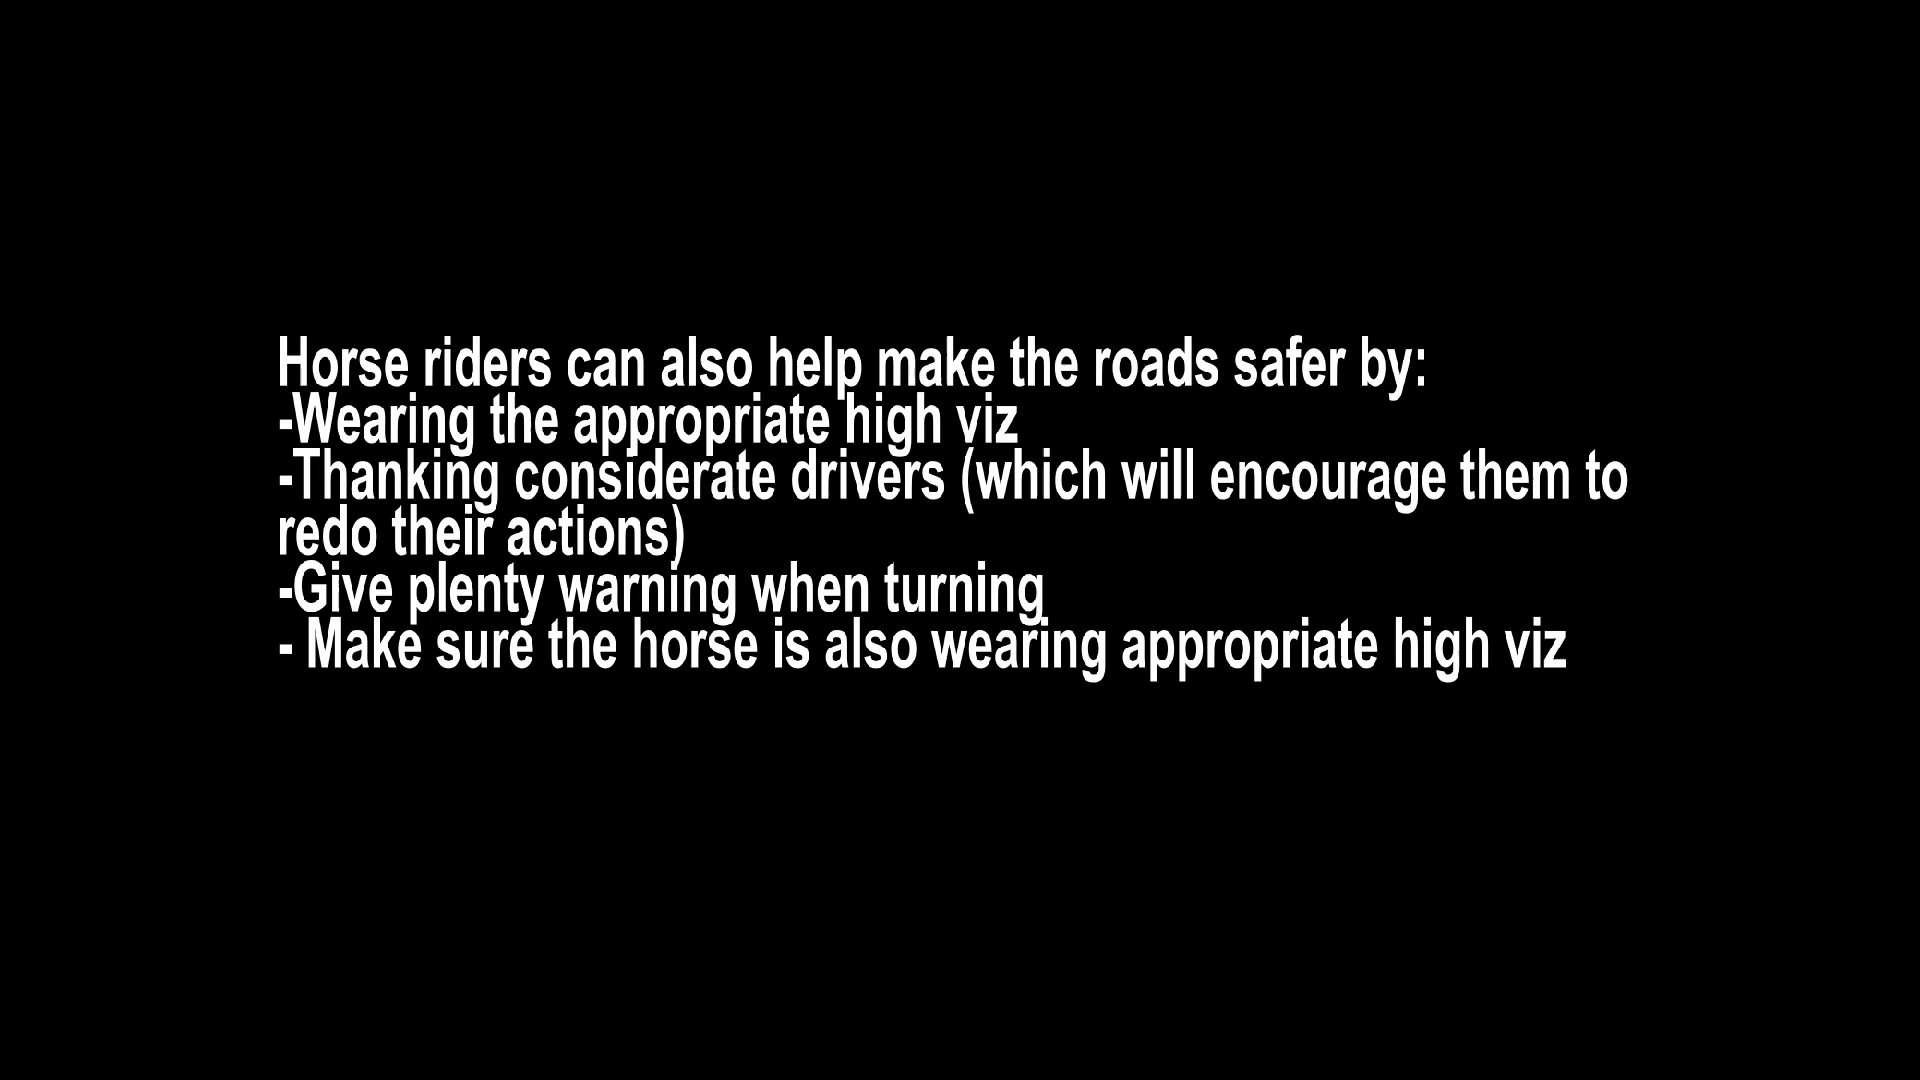 Horse riders can also help make the roads safer by:
-Wearing the appropriate high viz
-Thanking considerate drivers (which will encourage them to
redo their actions)
-Give plenty warning when turning
- Make sure the horse is also wearing appropriate high viz